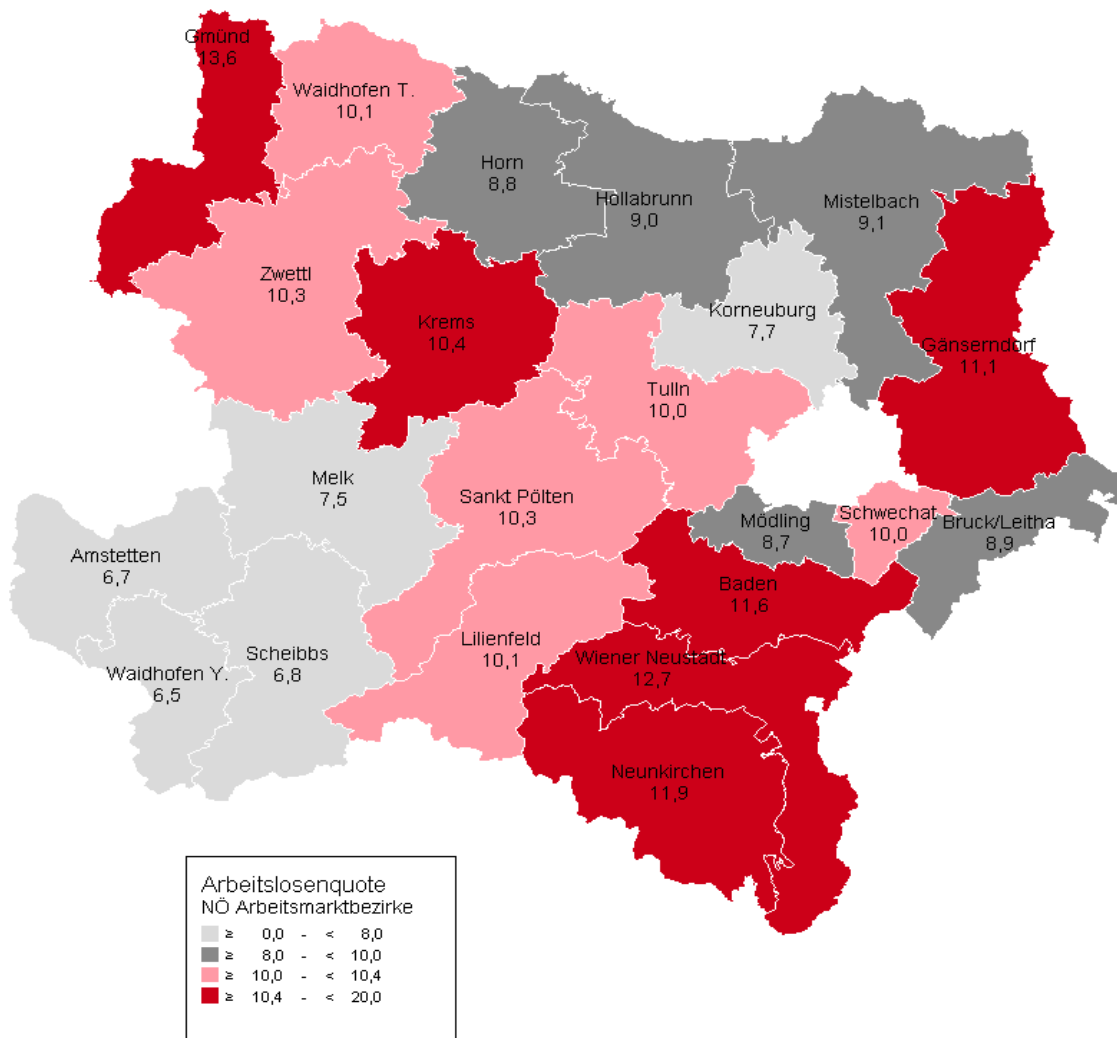 Gmünd
13,6
Waidhofen T.
10,1
Horn
8,8
Hollabrunn
9,0
Mistelbach
9,1
Zwettl
10,3
Krems
10,4
Korneuburg
7,7
Gänserndorf
11,1
Tulln
10,0
Melk
7,5
Sankt Pölten
10,3
Mödling
8,7
Schwechat
10,0
Bruck/Leitha
8,9
Amstetten
6,7
Baden
11,6
Scheibbs
6,8
Lilienfeld
10,1
Waidhofen Y.
6,5
Wiener Neustadt
12,7
Neunkirchen
11,9
Arbeitslosenquote
NÖ Arbeitsmarktbezirke
≥ 0,0 - < 8,0
≥ 8,0 - < 10,0
≥ 10,0 - < 10,4
≥ 10,4 - < 20,0